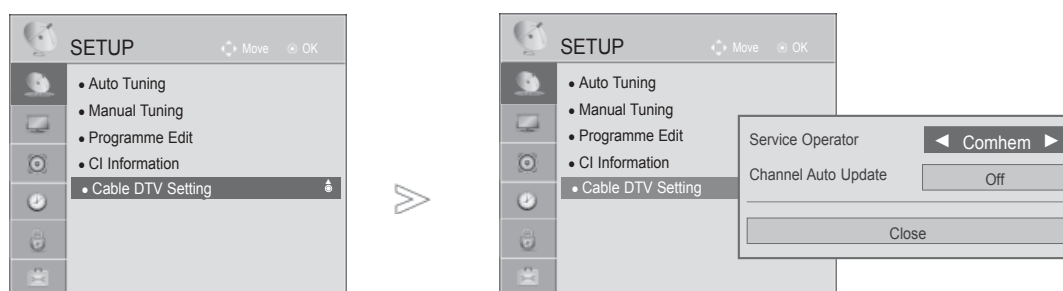 SETUP
Move OK
• Auto Tuning
• Manual Tuning
• Programme Edit
• CI Information
• Cable DTV Setting
SETUP
Move OK
• Auto Tuning
• Manual Tuning
• Programme Edit
• CI Information
• Cable DTV Setting
Service Operator ◄ Comhem ►
Channel Auto Update Off
Close